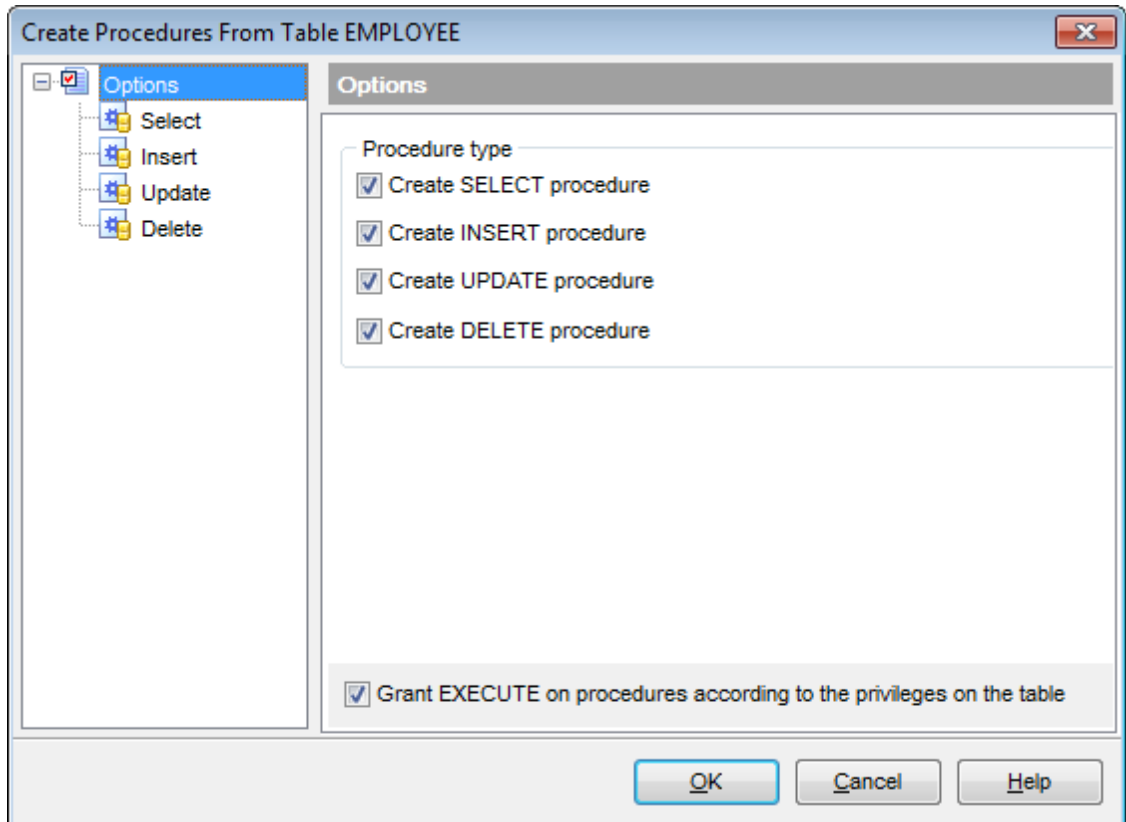 Create Procedures From Table EMPLOYEE
Options
Select
Insert
Update
Delete
Options
Procedure type
Create SELECT procedure
Create INSERT procedure
Create UPDATE procedure
Create DELETE procedure
Grant EXECUTE on procedures according to the privileges on the table
OK
Cancel
Help